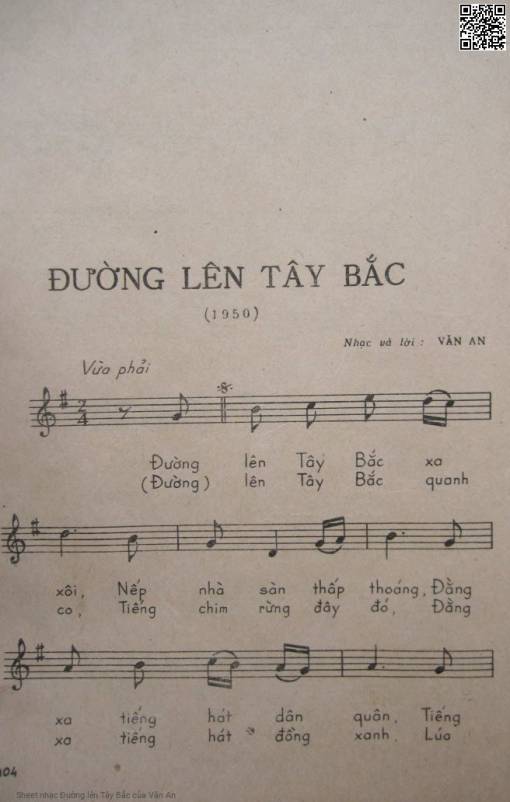 ĐƯỜNG LÊN TÂY BẮC
(1950)
Nhạc và lời : VĂN AN
Vừa phải
2
4
Đường lên Tây Bắc xa
(Đường) lên Tây Bắc quanh
xôi, Nếp nhà sàn thấp thoáng, Đằng
co, Tiếng chim rừng đây đó, Đằng
xa tiếng hát dân quân, Tiếng
xa tiếng hát đồng xanh, Lúa
104
Sheet nhạc Đường lên Tây Bắc của Văn An